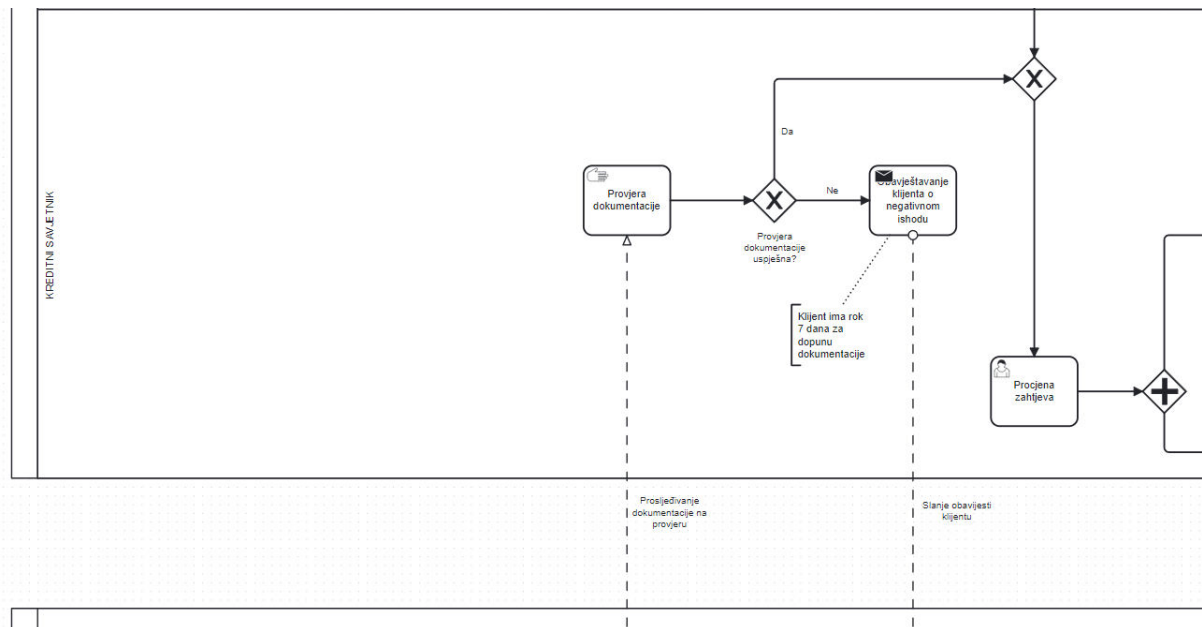 KREDITNI SAVJETNIK
Da
Provjera
dokumentacije
Ne
Obavještavanje
klijenta o
negativnom
ishodu
Provjera
dokumentacije
uspješna?
Klijent ima rok
7 dana za
dopunu
dokumentacije
Procjena
zahtjeva
Prosljeđivanje
dokumentacije na
provjeru
Slanje obavijesti
klijentu